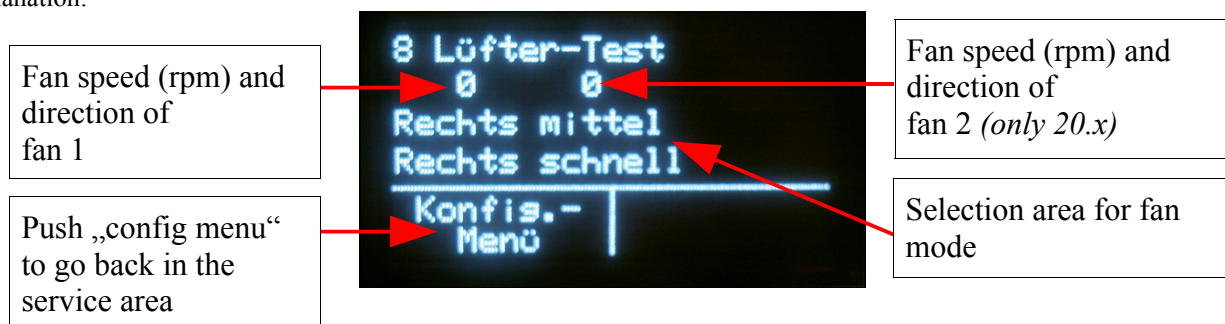 Fan speed (rpm) and
direction of
fan 1
Push „config menu“
to go back in the
service area
8 Lüfter-Test
0 0
Rechts mittel
Rechts schnell
Konfig.-
Menü
Fan speed (rpm) and
direction of
fan 2 (only 20.x)
Selection area for fan
mode